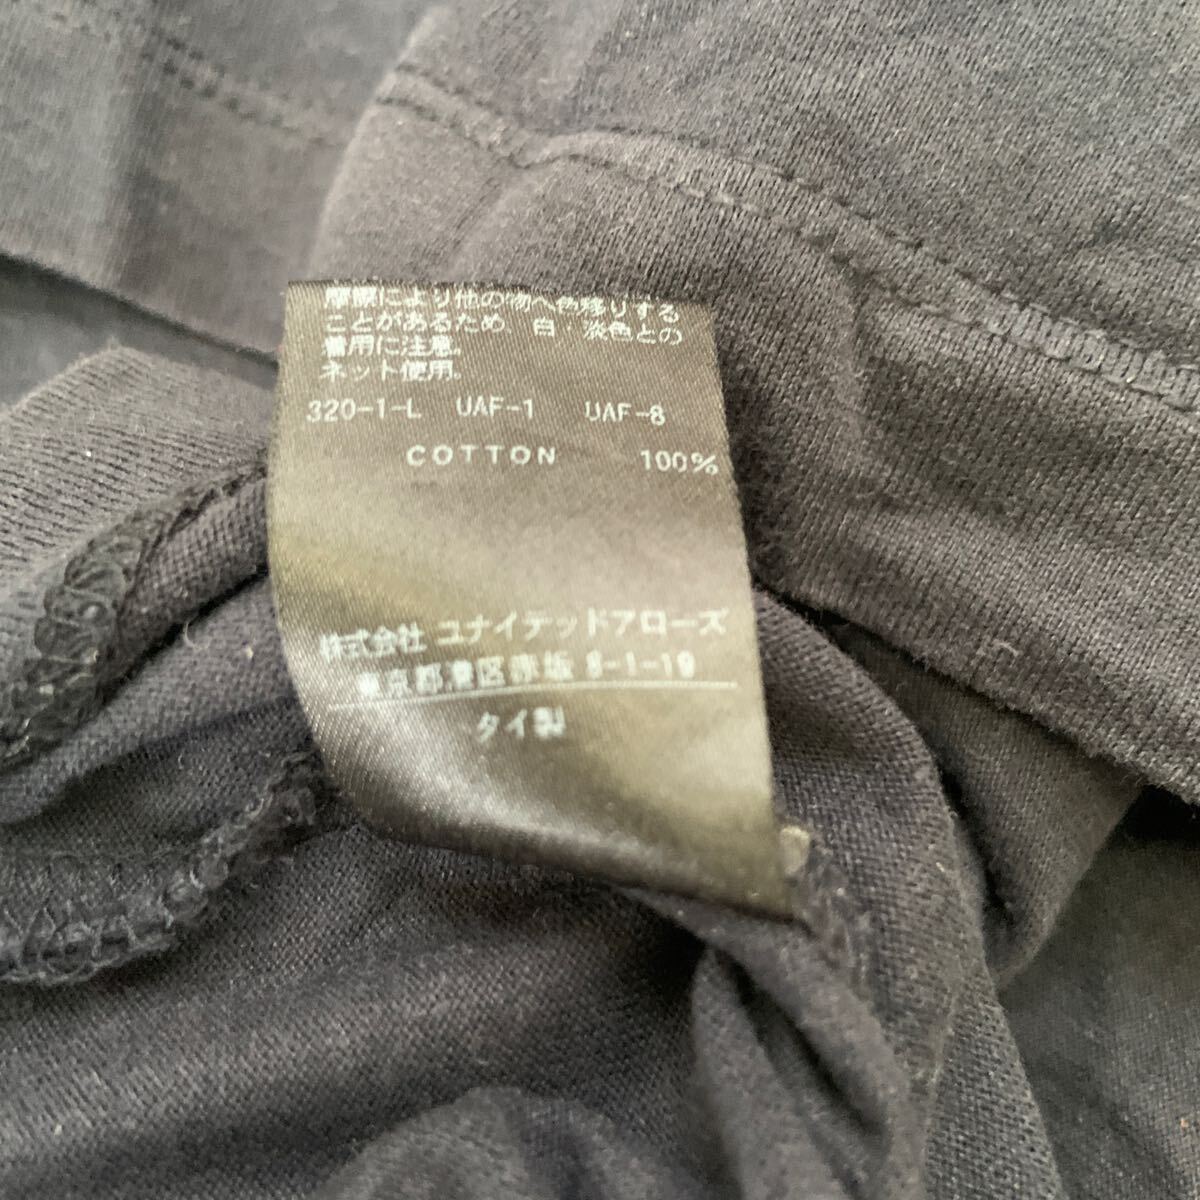 摩擦により他の物へ色移りする
ことがあるため、白・淡色との
着用に注意。
ネット使用。
320-1-L UAF-1 UAF-8
COTTON 100%
株式会社 ユナイテッドアローズ
東京都港区赤坂 8-1-19
タイ製